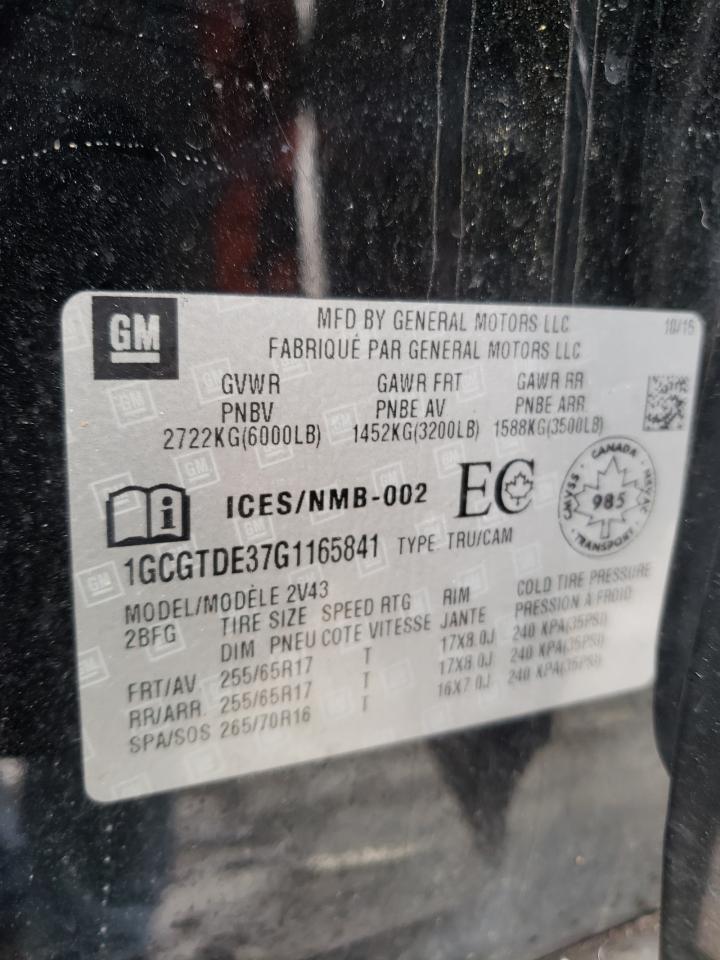 GM
MFD BY GENERAL MOTORS LLC 10/15
FABRIQUÉ PAR GENERAL MOTORS LLC
GVWR GAWR FRT GAWR RR
PNBV PNBE AV PNBE ARR
2722KG(6000LB) 1452KG(3200LB) 1588KG(3500LB)
ICES/NMB-002 EC
CANADA
CMVSS 985 NSVAC
TRANSPORT
1GCGTDE37G1165841 TYPE TRU/CAM
MODEL/MODÈLE 2V43
2BFG TIRE SIZE SPEED RTG RIM COLD TIRE PRESSURE
DIM PNEU COTE VITESSE JANTE PRESSION A FROID
FRT/AV 255/65R17 T 17X8.0J 240 KPA(35PSI)
RR/ARR. 255/65R17 T 17X8.0J 240 KPA(35PSI)
SPA/SOS 265/70R16 T 16X7.0J 240 KPA(35PSI)